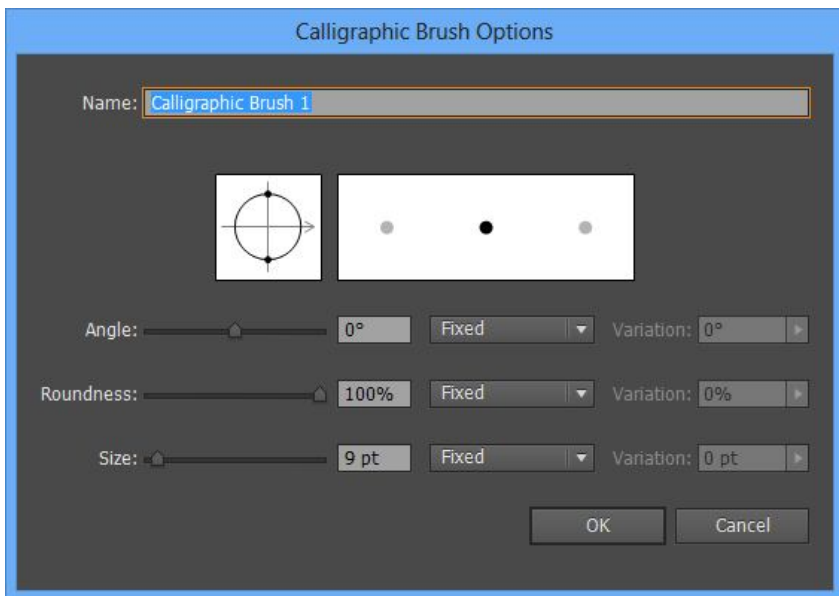 Calligraphic Brush Options
Name: Calligraphic Brush 1
Angle: 0° Fixed Variation: 0°
Roundness: 100% Fixed Variation: 0%
Size: 9 pt Fixed Variation: 0 pt
OK Cancel